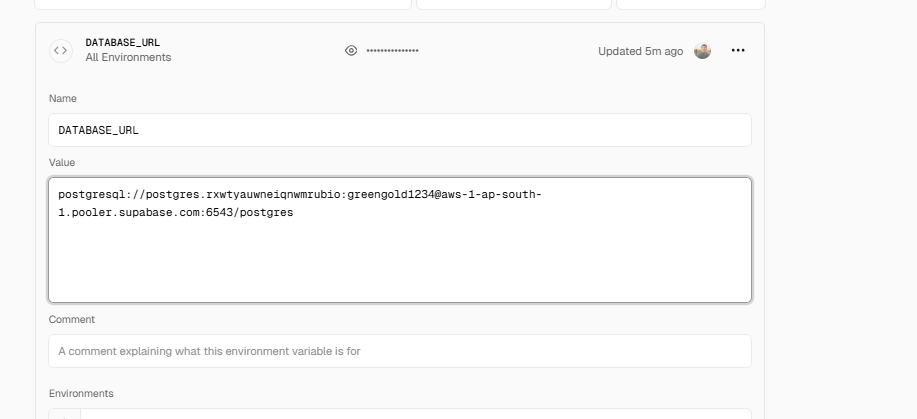 DATABASE_URL
All Environments
•••••••••••••••
Updated 5m ago
Name
DATABASE_URL
Value
postgresql://postgres.rxwtyauwneiqnwmrubio:greengold1234@aws-1-ap-south-
1.pooler.supabase.com:6543/postgres
Comment
A comment explaining what this environment variable is for
Environments